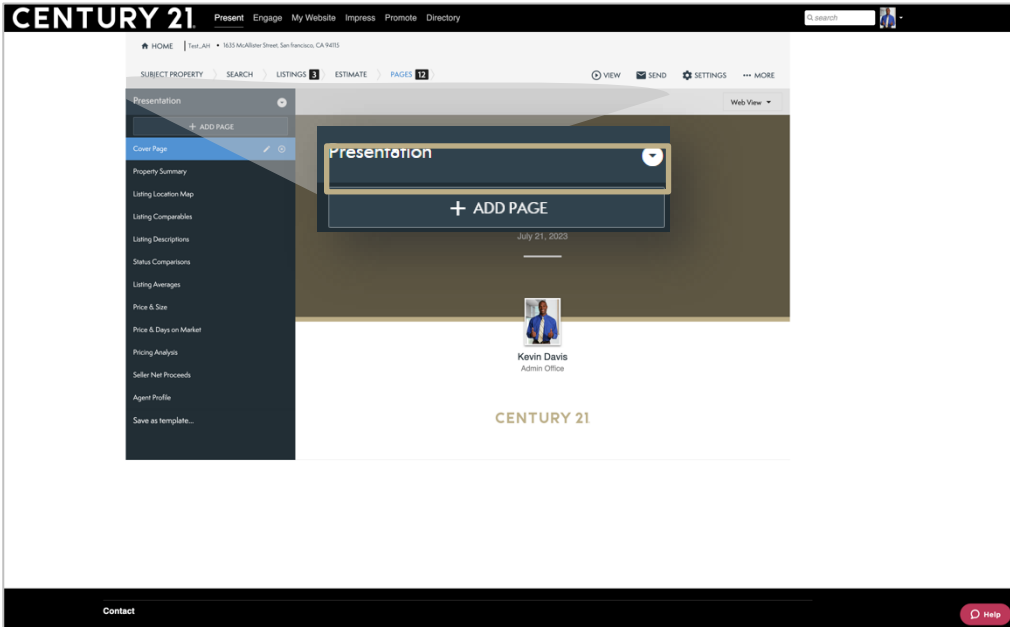 CENTURY 21 Present Engage My Website Impress Promote Directory search
HOME Test_AH • 1635 McAllister Street, San francisco, CA 94115
SUBJECT PROPERTY SEARCH LISTINGS 3 ESTIMATE PAGES 12 VIEW SEND SETTINGS ••• MORE
Presentation Web View
+ ADD PAGE
Cover Page
Property Summary
Listing Location Map
Listing Comparables
Listing Descriptions
Status Comparisons
Listing Averages
Price & Size
Price & Days on Market
Pricing Analysis
Seller Net Proceeds
Agent Profile
Save as template...
Presentation
+ ADD PAGE
July 21, 2023
Kevin Davis
Admin Office
CENTURY 21
Contact
Help